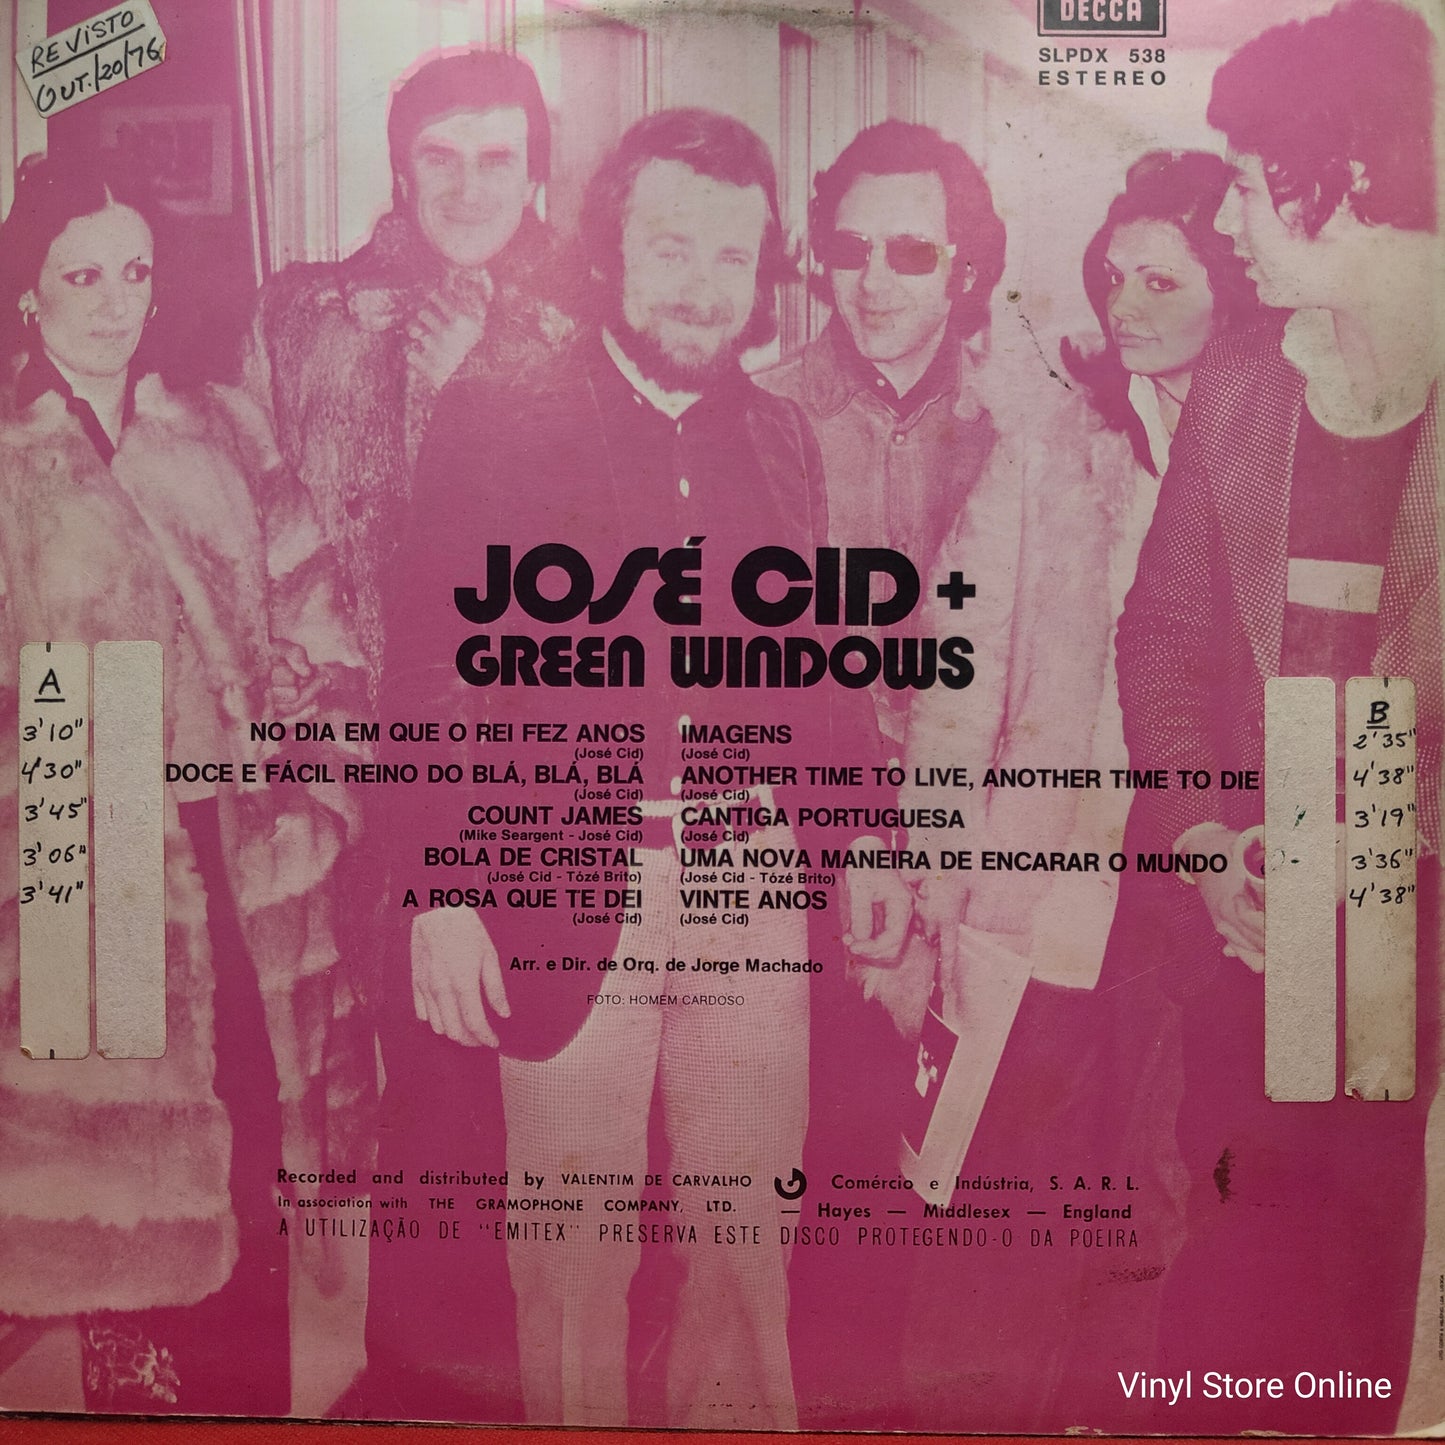 REVISTO
OUT./20/76
DECCA
SLPDX 538
ESTEREO
JOSÉ CID +
GREEN WINDOWS
NO DIA EM QUE O REI FEZ ANOS
(José Cid)
DOCE E FÁCIL REINO DO BLÁ, BLÁ, BLÁ
(José Cid)
COUNT JAMES
(Mike Seargent - José Cid)
BOLA DE CRISTAL
(José Cid - Tózé Brito)
A ROSA QUE TE DEI
(José Cid)
IMAGENS
(José Cid)
ANOTHER TIME TO LIVE, ANOTHER TIME TO DIE
(José Cid)
CANTIGA PORTUGUESA
(José Cid)
UMA NOVA MANEIRA DE ENCARAR O MUNDO
(José Cid - Tózé Brito)
VINTE ANOS
(José Cid)
A
3'10"
4'30"
3'45"
3'06"
3'41"
B
2'35"
4'38"
3'19"
3'36"
4'38"
Arr. e Dir. de Orq. de Jorge Machado
FOTO: HOMEM CARDOSO
Recorded and distributed by VALENTIM DE CARVALHO Comércio e Indústria, S. A. R. L.
In association with THE GRAMOPHONE COMPANY, LTD. — Hayes — Middlesex — England
A UTILIZAÇÃO DE "EMITEX" PRESERVA ESTE DISCO PROTEGENDO-O DA POEIRA
Vinyl Store Online